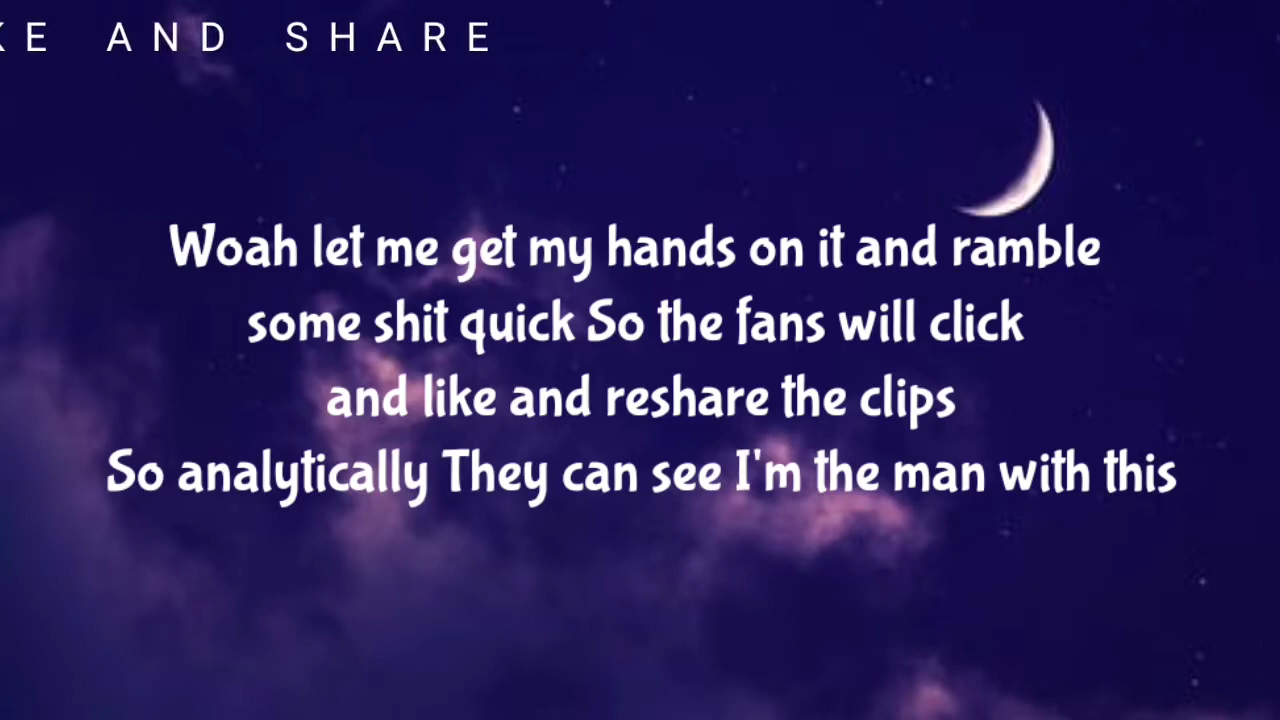 KE AND SHARE
Woah let me get my hands on it and ramble
some shit quick So the fans will click
and like and reshare the clips
So analytically They can see I'm the man with this